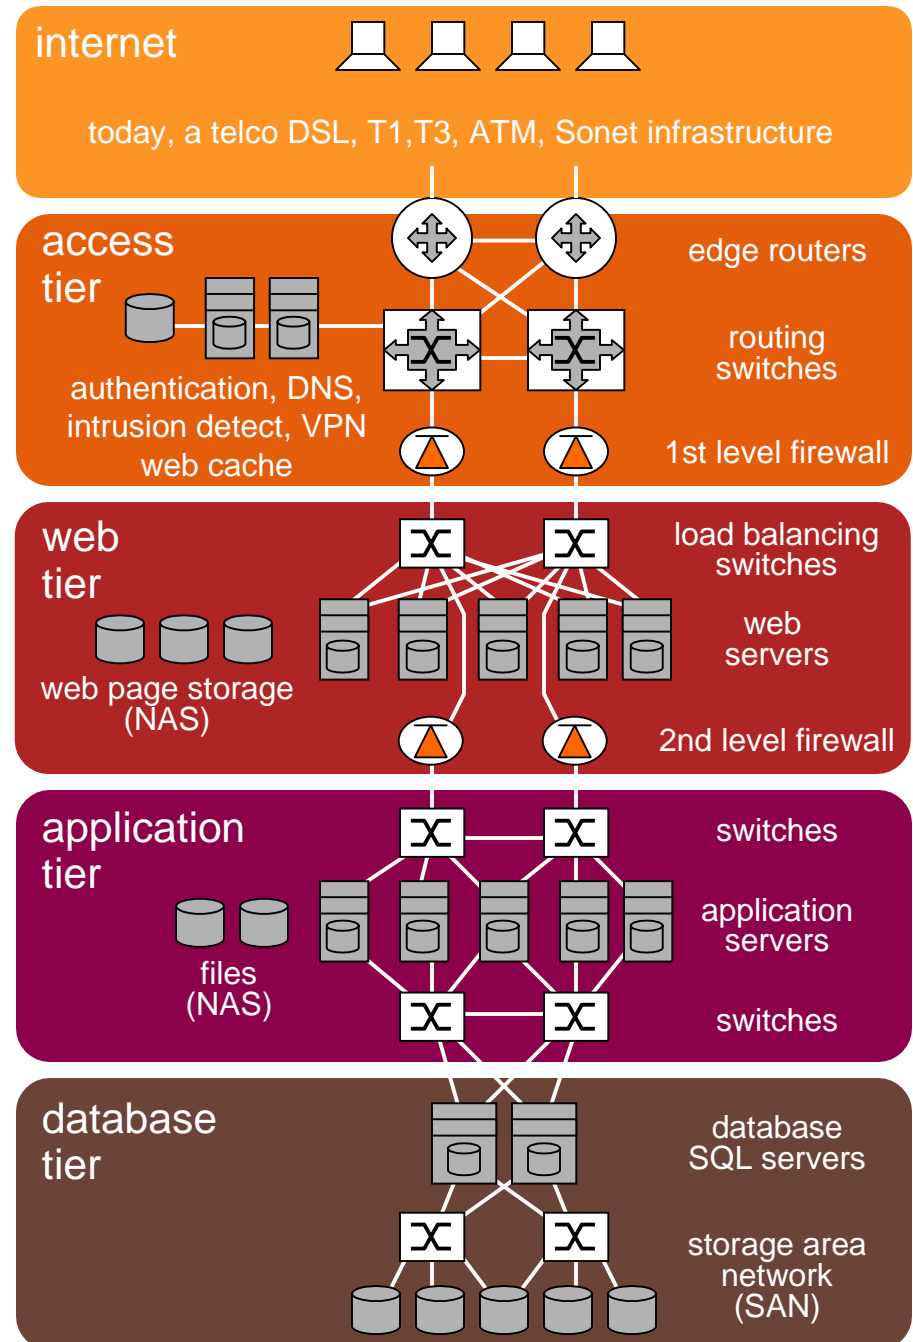 internet
today, a telco DSL, T1,T3, ATM, Sonet infrastructure
access
tier
edge routers
routing
switches
authentication, DNS,
intrusion detect, VPN
web cache
1st level firewall
web
tier
load balancing
switches
web
servers
web page storage
(NAS)
2nd level firewall
application
tier
switches
application
servers
files
(NAS)
switches
database
tier
database
SQL servers
storage area
network
(SAN)